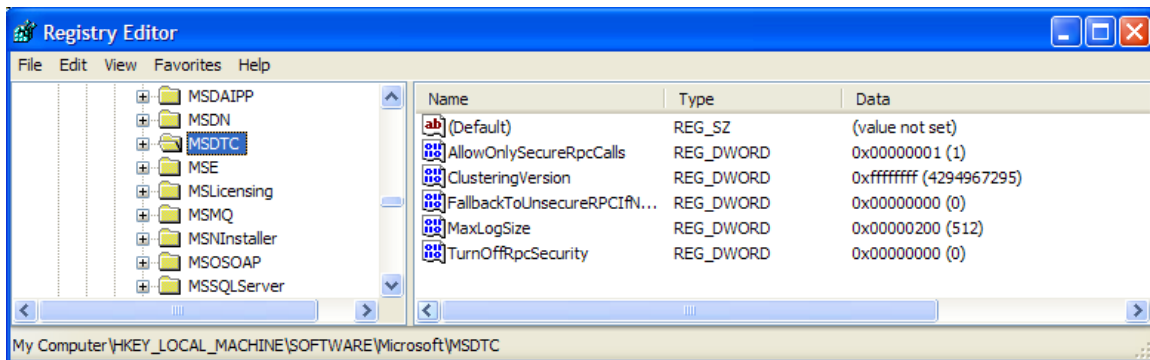 Registry Editor
File Edit View Favorites Help
MSDAIPP
MSDN
MSDTC
MSE
MSLicensing
MSMQ
MSNInstaller
MSOSOAP
MSSQLServer
Name Type Data
(Default) REG_SZ (value not set)
AllowOnlySecureRpcCalls REG_DWORD 0x00000001 (1)
ClusteringVersion REG_DWORD 0xffffffff (4294967295)
FallbackToUnsecureRPCIfN... REG_DWORD 0x00000000 (0)
MaxLogSize REG_DWORD 0x00000200 (512)
TurnOffRpcSecurity REG_DWORD 0x00000000 (0)
My Computer\HKEY_LOCAL_MACHINE\SOFTWARE\Microsoft\MSDTC